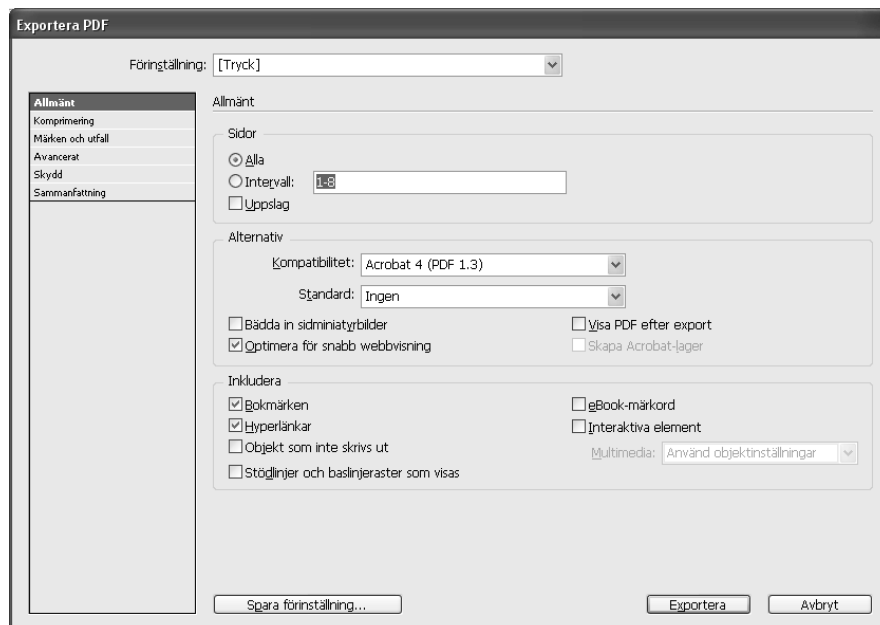 Exportera PDF
Förinställning: [Tryck]
Allmänt
Komprimering
Märken och utfall
Avancerat
Skydd
Sammanfattning
Allmänt
Sidor
Alla
Intervall: 1-8
Uppslag
Alternativ
Kompatibilitet: Acrobat 4 (PDF 1.3)
Standard: Ingen
Bädda in sidminiatyrbilder
Visa PDF efter export
Optimera för snabb webbvisning
Skapa Acrobat-lager
Inkludera
Bokmärken
eBook-märkord
Hyperlänkar
Interaktiva element
Objekt som inte skrivs ut
Multimedia: Använd objektinställningar
Stödlinjer och baslinjeraster som visas
Spara förinställning...
Exportera
Avbryt